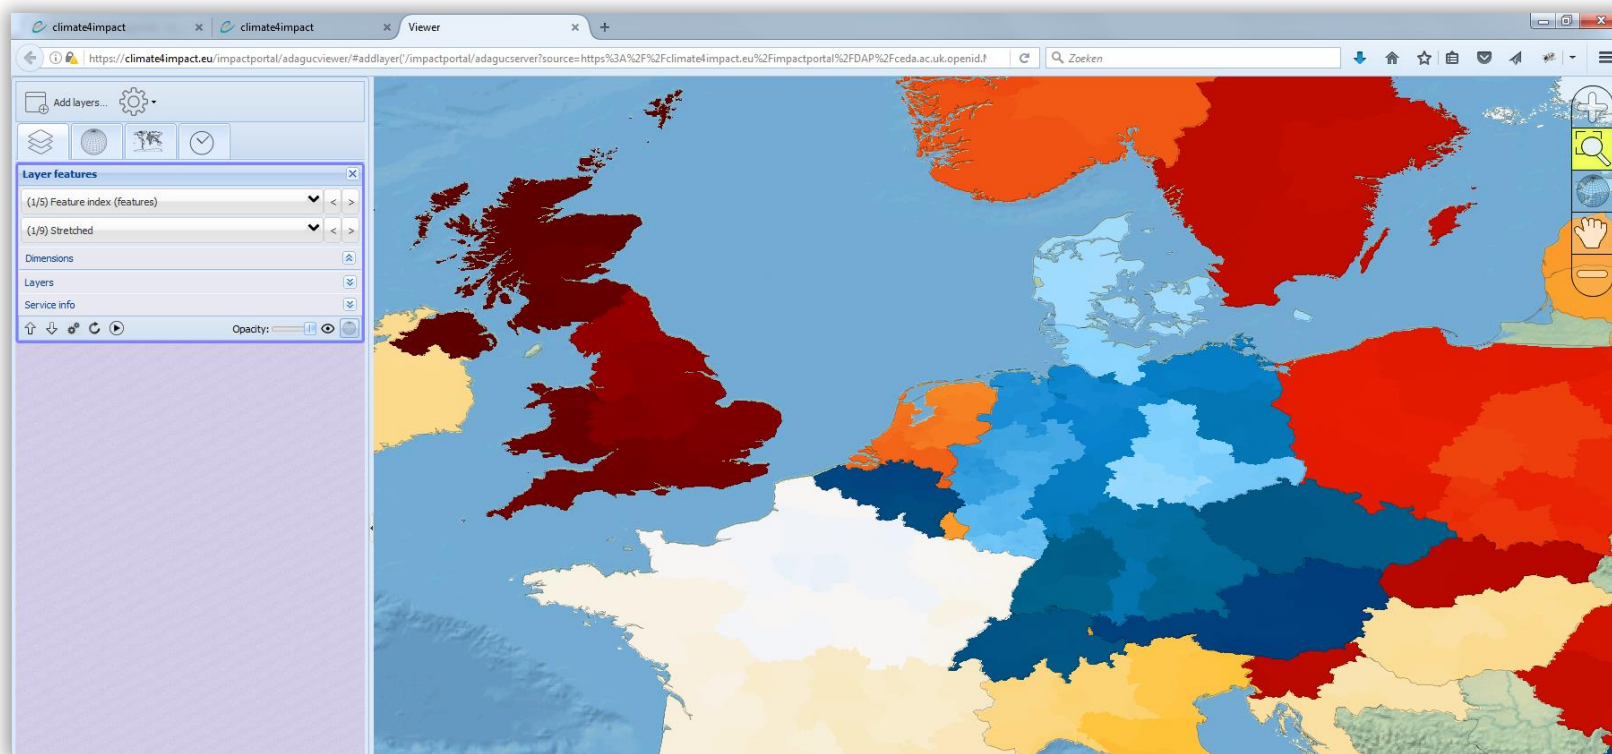 climate4impact
climate4impact
Viewer
https://climate4impact.eu/impactportal/adagucviewer/#addlayer('/impactportal/adagucserver?source=https%3A%2F%2Fclimate4impact.eu%2Fimpactportal%2FDAP%2Fceda.ac.uk.openid.
Zoeken
Add layers...
Layer features
(1/5) Feature index (features)
< >
(1/9) Stretched
< >
Dimensions
Layers
Service info
Opacity: